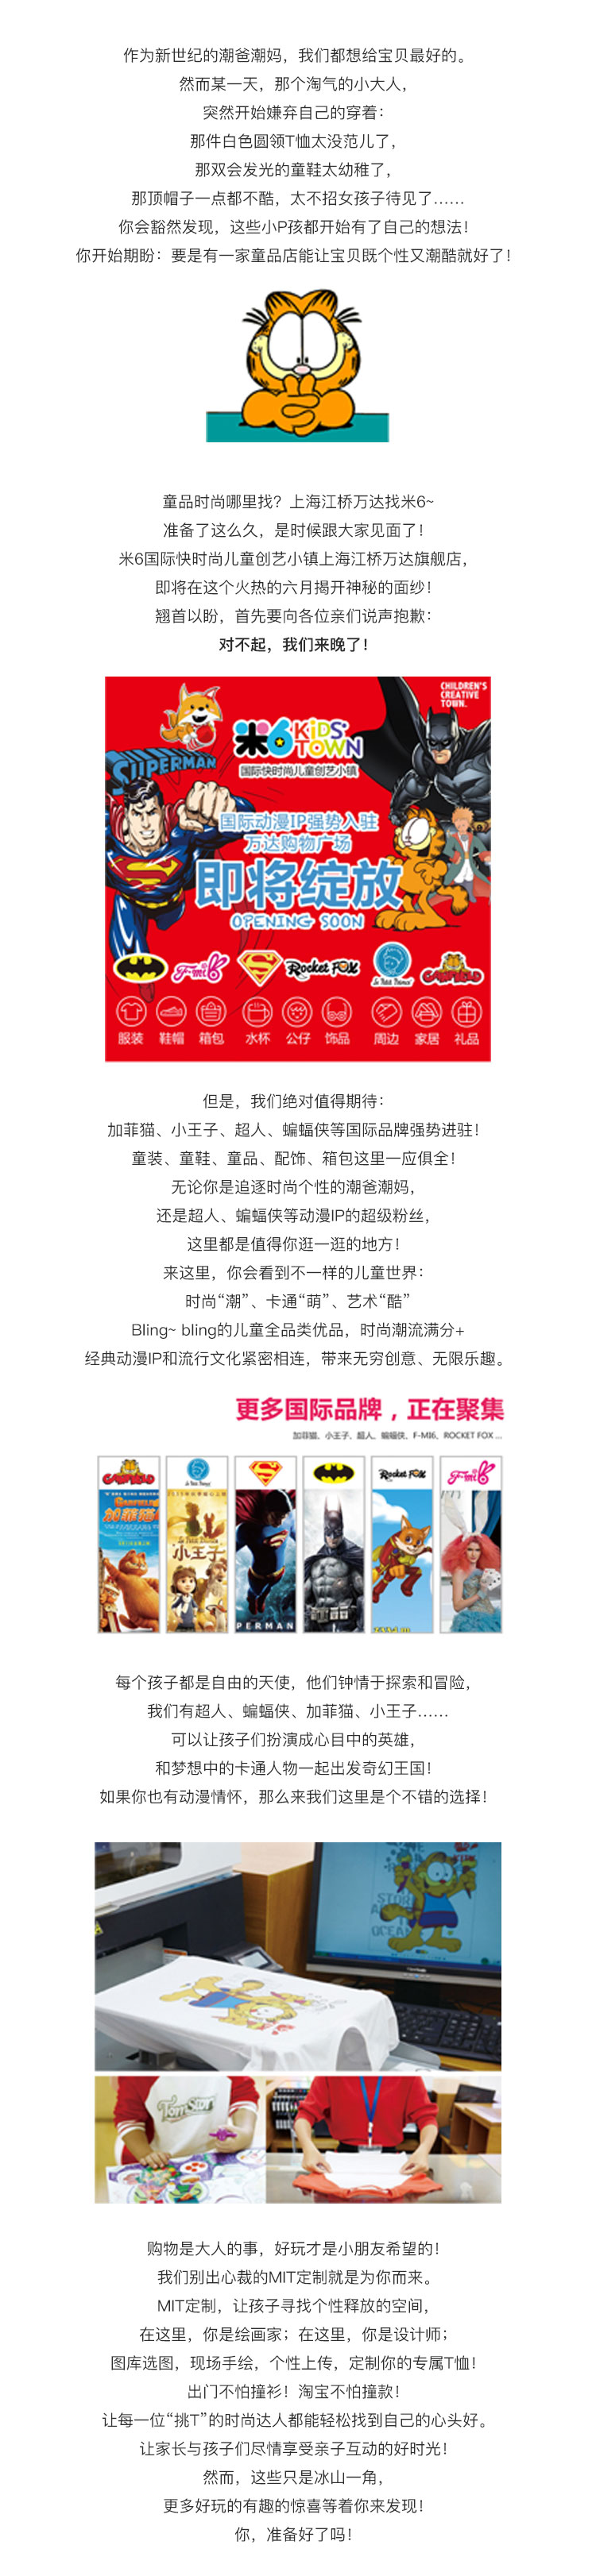 作为新世纪的潮爸潮妈，我们都想给宝贝最好的。
然而某一天，那个淘气的小大人，
突然开始嫌弃自己的穿着：
那件白色圆领T恤太没范儿了，
那双会发光的童鞋太幼稚了，
那顶帽子一点都不酷，太不招女孩子待见了……
你会豁然发现，这些小P孩都开始有了自己的想法！
你开始期盼：要是有一家童品店能让宝贝既个性又潮酷就好了！
童品时尚哪里找？上海江桥万达找米6~
准备了这么久，是时候跟大家见面了！
米6国际快时尚儿童创艺小镇上海江桥万达旗舰店，
即将在这个火热的六月揭开神秘的面纱！
翘首以盼，首先要向各位亲们说声抱歉：
对不起，我们来晚了！
CHILDREN'S
CREATIVE
TOWN.
米6 KiDS'
TOWN
国际快时尚儿童创艺小镇
SUPERMAN
国际动漫IP强势入驻
万达购物广场
即将绽放
OPENING SOON
F-mi6 Rocket Fox Le Petit Prince GARFIELD
服装 鞋帽 箱包 水杯 公仔 饰品 周边 家居 礼品
但是，我们绝对值得期待：
加菲猫、小王子、超人、蝙蝠侠等国际品牌强势进驻！
童装、童鞋、童品、配饰、箱包这里一应俱全！
无论你是追逐时尚个性的潮爸潮妈，
还是超人、蝙蝠侠等动漫IP的超级粉丝，
这里都是值得你逛一逛的地方！
来这里，你会看到不一样的儿童世界：
时尚“潮”、卡通“萌”、艺术“酷”
Bling~ bling的儿童全品类优品，时尚潮流满分+
经典动漫IP和流行文化紧密相连，带来无穷创意、无限乐趣。
更多国际品牌，正在聚集
加菲猫、小王子、超人、蝙蝠侠、F-MI6、ROCKET FOX ...
GARFIELD Le Petit Prince Rocket Fox F-mi6
GARFIELD
加菲猫
小王子
PERMAN
每个孩子都是自由的天使，他们钟情于探索和冒险，
我们有超人、蝙蝠侠、加菲猫、小王子……
可以让孩子们扮演成心目中的英雄，
和梦想中的卡通人物一起出发奇幻王国！
如果你也有动漫情怀，那么来我们这里是个不错的选择！
购物是大人的事，好玩才是小朋友希望的！
我们别出心裁的MIT定制就是为你而来。
MIT定制，让孩子寻找个性释放的空间，
在这里，你是绘画家；在这里，你是设计师；
图库选图，现场手绘，个性上传，定制你的专属T恤！
出门不怕撞衫！淘宝不怕撞款！
让每一位“挑T”的时尚达人都能轻松找到自己的心头好。
让家长与孩子们尽情享受亲子互动的好时光！
然而，这些只是冰山一角，
更多好玩的有趣的惊喜等着你来发现！
你，准备好了吗！